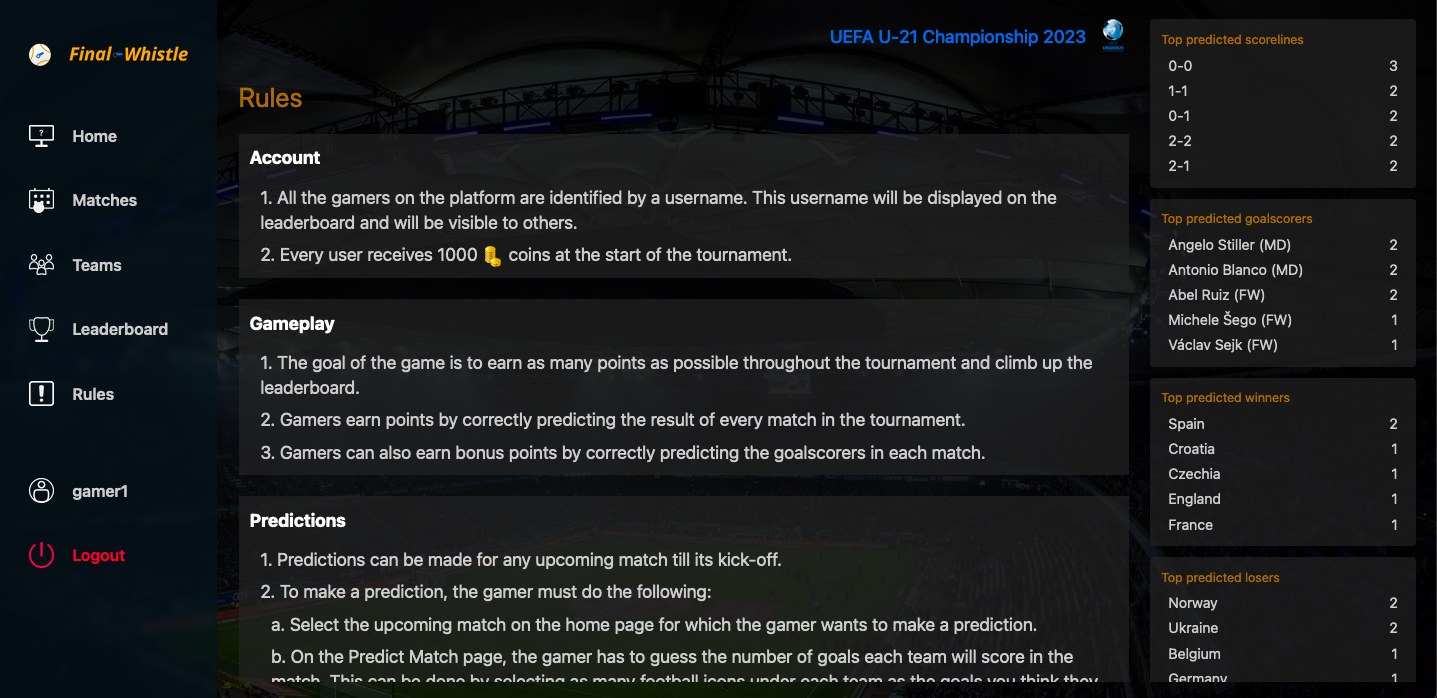 Final-Whistle
Home
Matches
Teams
Leaderboard
Rules
gamer1
Logout
UEFA U-21 Championship 2023
Rules
Account
1. All the gamers on the platform are identified by a username. This username will be displayed on the
leaderboard and will be visible to others.
2. Every user receives 1000 coins at the start of the tournament.
Gameplay
1. The goal of the game is to earn as many points as possible throughout the tournament and climb up the
leaderboard.
2. Gamers earn points by correctly predicting the result of every match in the tournament.
3. Gamers can also earn bonus points by correctly predicting the goalscorers in each match.
Predictions
1. Predictions can be made for any upcoming match till its kick-off.
2. To make a prediction, the gamer must do the following:
a. Select the upcoming match on the home page for which the gamer wants to make a prediction.
b. On the Predict Match page, the gamer has to guess the number of goals each team will score in the
match. This can be done by selecting as many football icons under each team as the goals you think they
Top predicted scorelines
0-0 3
1-1 2
0-1 2
2-2 2
2-1 2
Top predicted goalscorers
Angelo Stiller (MD) 2
Antonio Blanco (MD) 2
Abel Ruiz (FW) 2
Michele Šego (FW) 1
Václav Sejk (FW) 1
Top predicted winners
Spain 2
Croatia 1
Czechia 1
England 1
France 1
Top predicted losers
Norway 2
Ukraine 2
Belgium 1
Germany 1